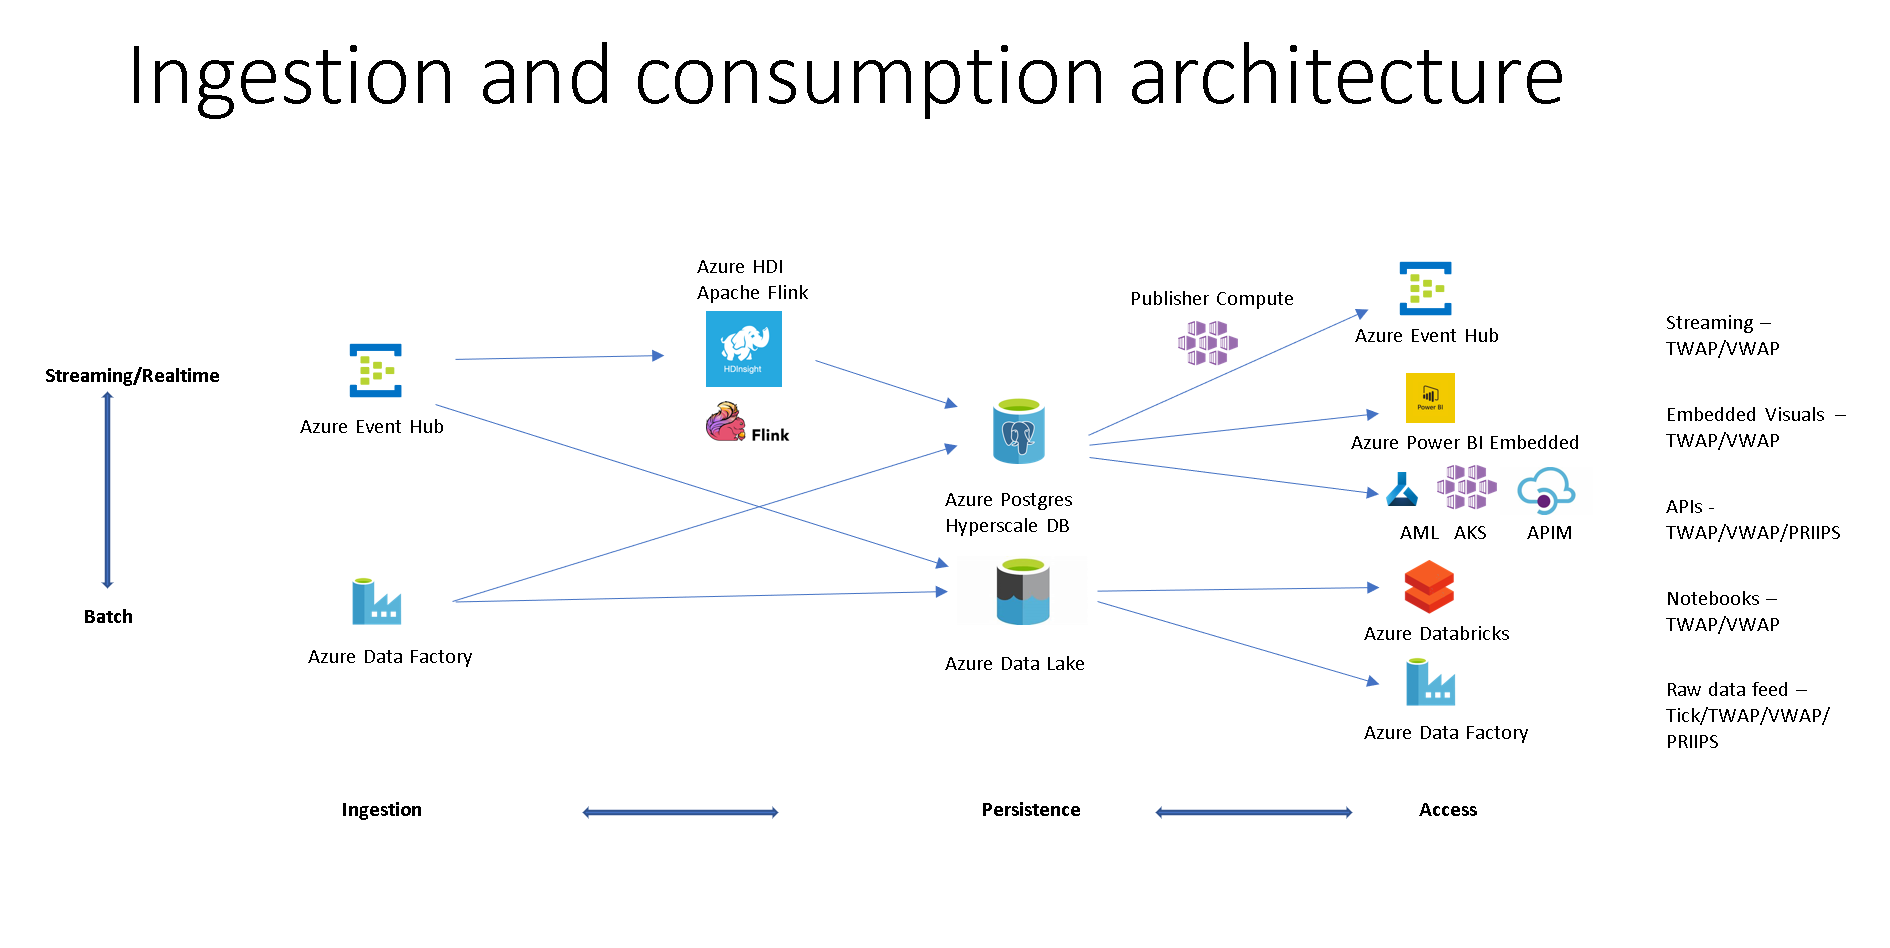 Ingestion and consumption architecture
Streaming/Realtime
Batch
Azure Event Hub
Azure Data Factory
Azure HDI
Apache Flink
HDInsight
Flink
Azure Postgres
Hyperscale DB
Azure Data Lake
Publisher Compute
Azure Event Hub
Power BI
Azure Power BI Embedded
AML AKS APIM
Azure Databricks
Azure Data Factory
Streaming –
TWAP/VWAP
Embedded Visuals –
TWAP/VWAP
APIs -
TWAP/VWAP/PRIIPS
Notebooks –
TWAP/VWAP
Raw data feed –
Tick/TWAP/VWAP/
PRIIPS
Ingestion
Persistence
Access